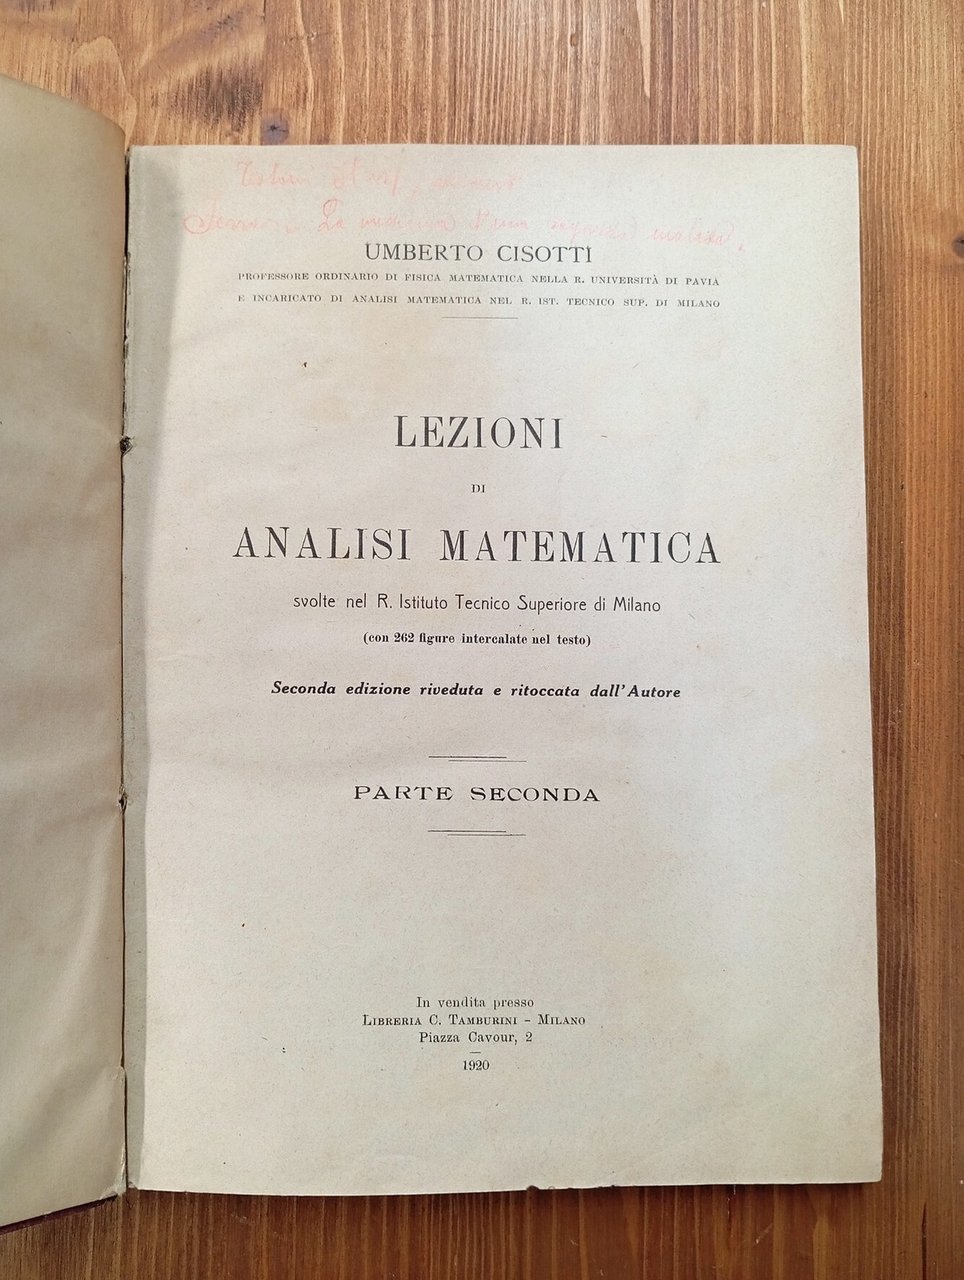 La
UMBERTO CISOTTI
PROFESSORE ORDINARIO DI FISICA MATEMATICA NELLA R. UNIVERSITÀ DI PAVIA
E INCARICATO DI ANALISI MATEMATICA NEL R. IST. TECNICO SUP. DI MILANO
LEZIONI
DI
ANALISI MATEMATICA
svolte nel R. Istituto Tecnico Superiore di Milano
(con 262 figure intercalate nel testo)
Seconda edizione riveduta e ritoccata dall'Autore
PARTE SECONDA
In vendita presso
LIBRERIA C. TAMBURINI - MILANO
Piazza Cavour, 2
1920